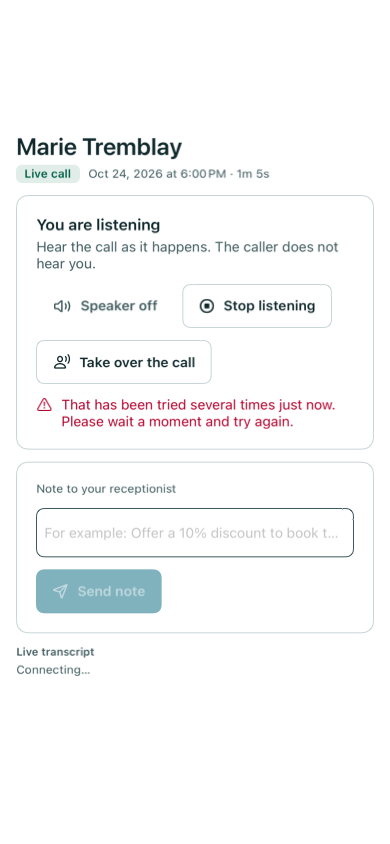 Marie Tremblay
Live call
Oct 24, 2026 at 6:00 PM · 1m 5s
You are listening
Hear the call as it happens. The caller does not
hear you.
Speaker off
Stop listening
Take over the call
That has been tried several times just now.
Please wait a moment and try again.
Note to your receptionist
For example: Offer a 10% discount to book t...
Send note
Live transcript
Connecting...